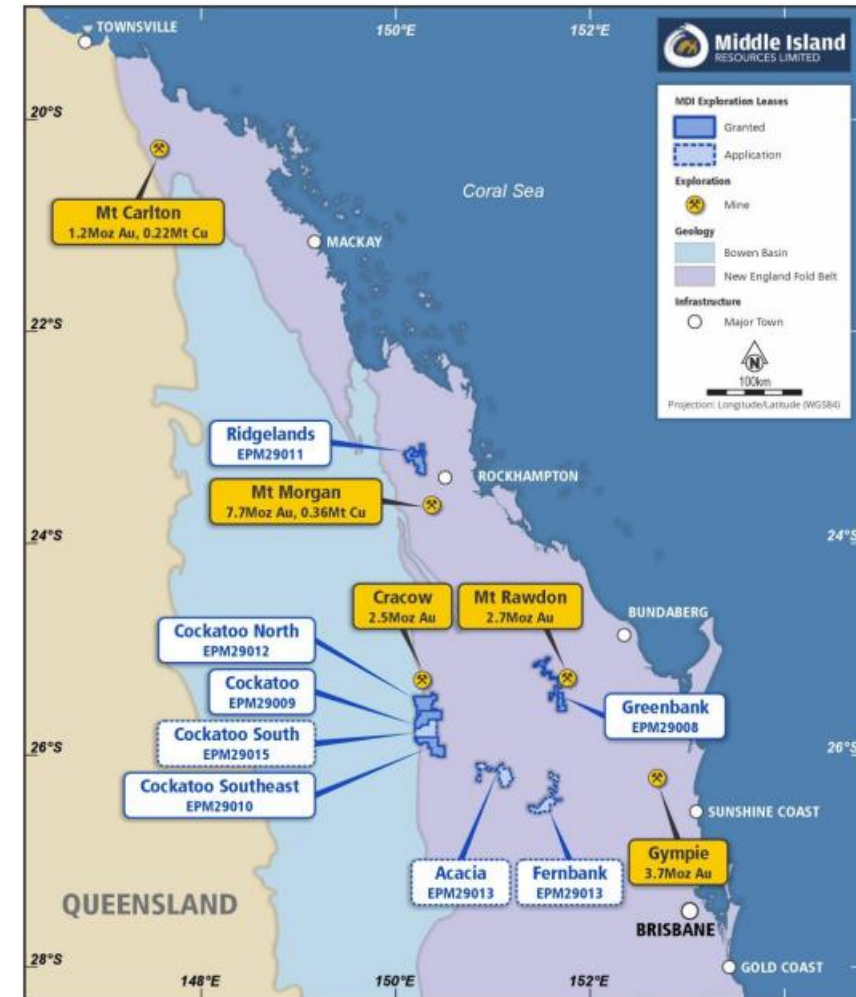 TOWNSVILLE
150°E
152°E
Middle Island
RESOURCES LIMITED
MDI Exploration Leases
Granted
Application
Exploration
Mine
Geology
Bowen Basin
New England Fold Belt
Infrastructure
Major Town
N
100km
Projection: Longitude/Latitude (WGS84)
20°S
Mt Carlton
1.2Moz Au, 0.22Mt Cu
Coral Sea
MACKAY
22°S
Ridgelands
EPM29011
ROCKHAMPTON
Mt Morgan
7.7Moz Au, 0.36Mt Cu
24°S
24°S
Cracow
2.5Moz Au
Mt Rawdon
2.7Moz Au
BUNDABERG
Cockatoo North
EPM29012
Cockatoo
EPM29009
Greenbank
EPM29008
Cockatoo South
EPM29015
26°S
26°S
Cockatoo Southeast
EPM29010
SUNSHINE COAST
Acacia
EPM29013
Fernbank
EPM29013
Gympie
3.7Moz Au
QUEENSLAND
BRISBANE
28°S
GOLD COAST
148°E
150°E
152°E